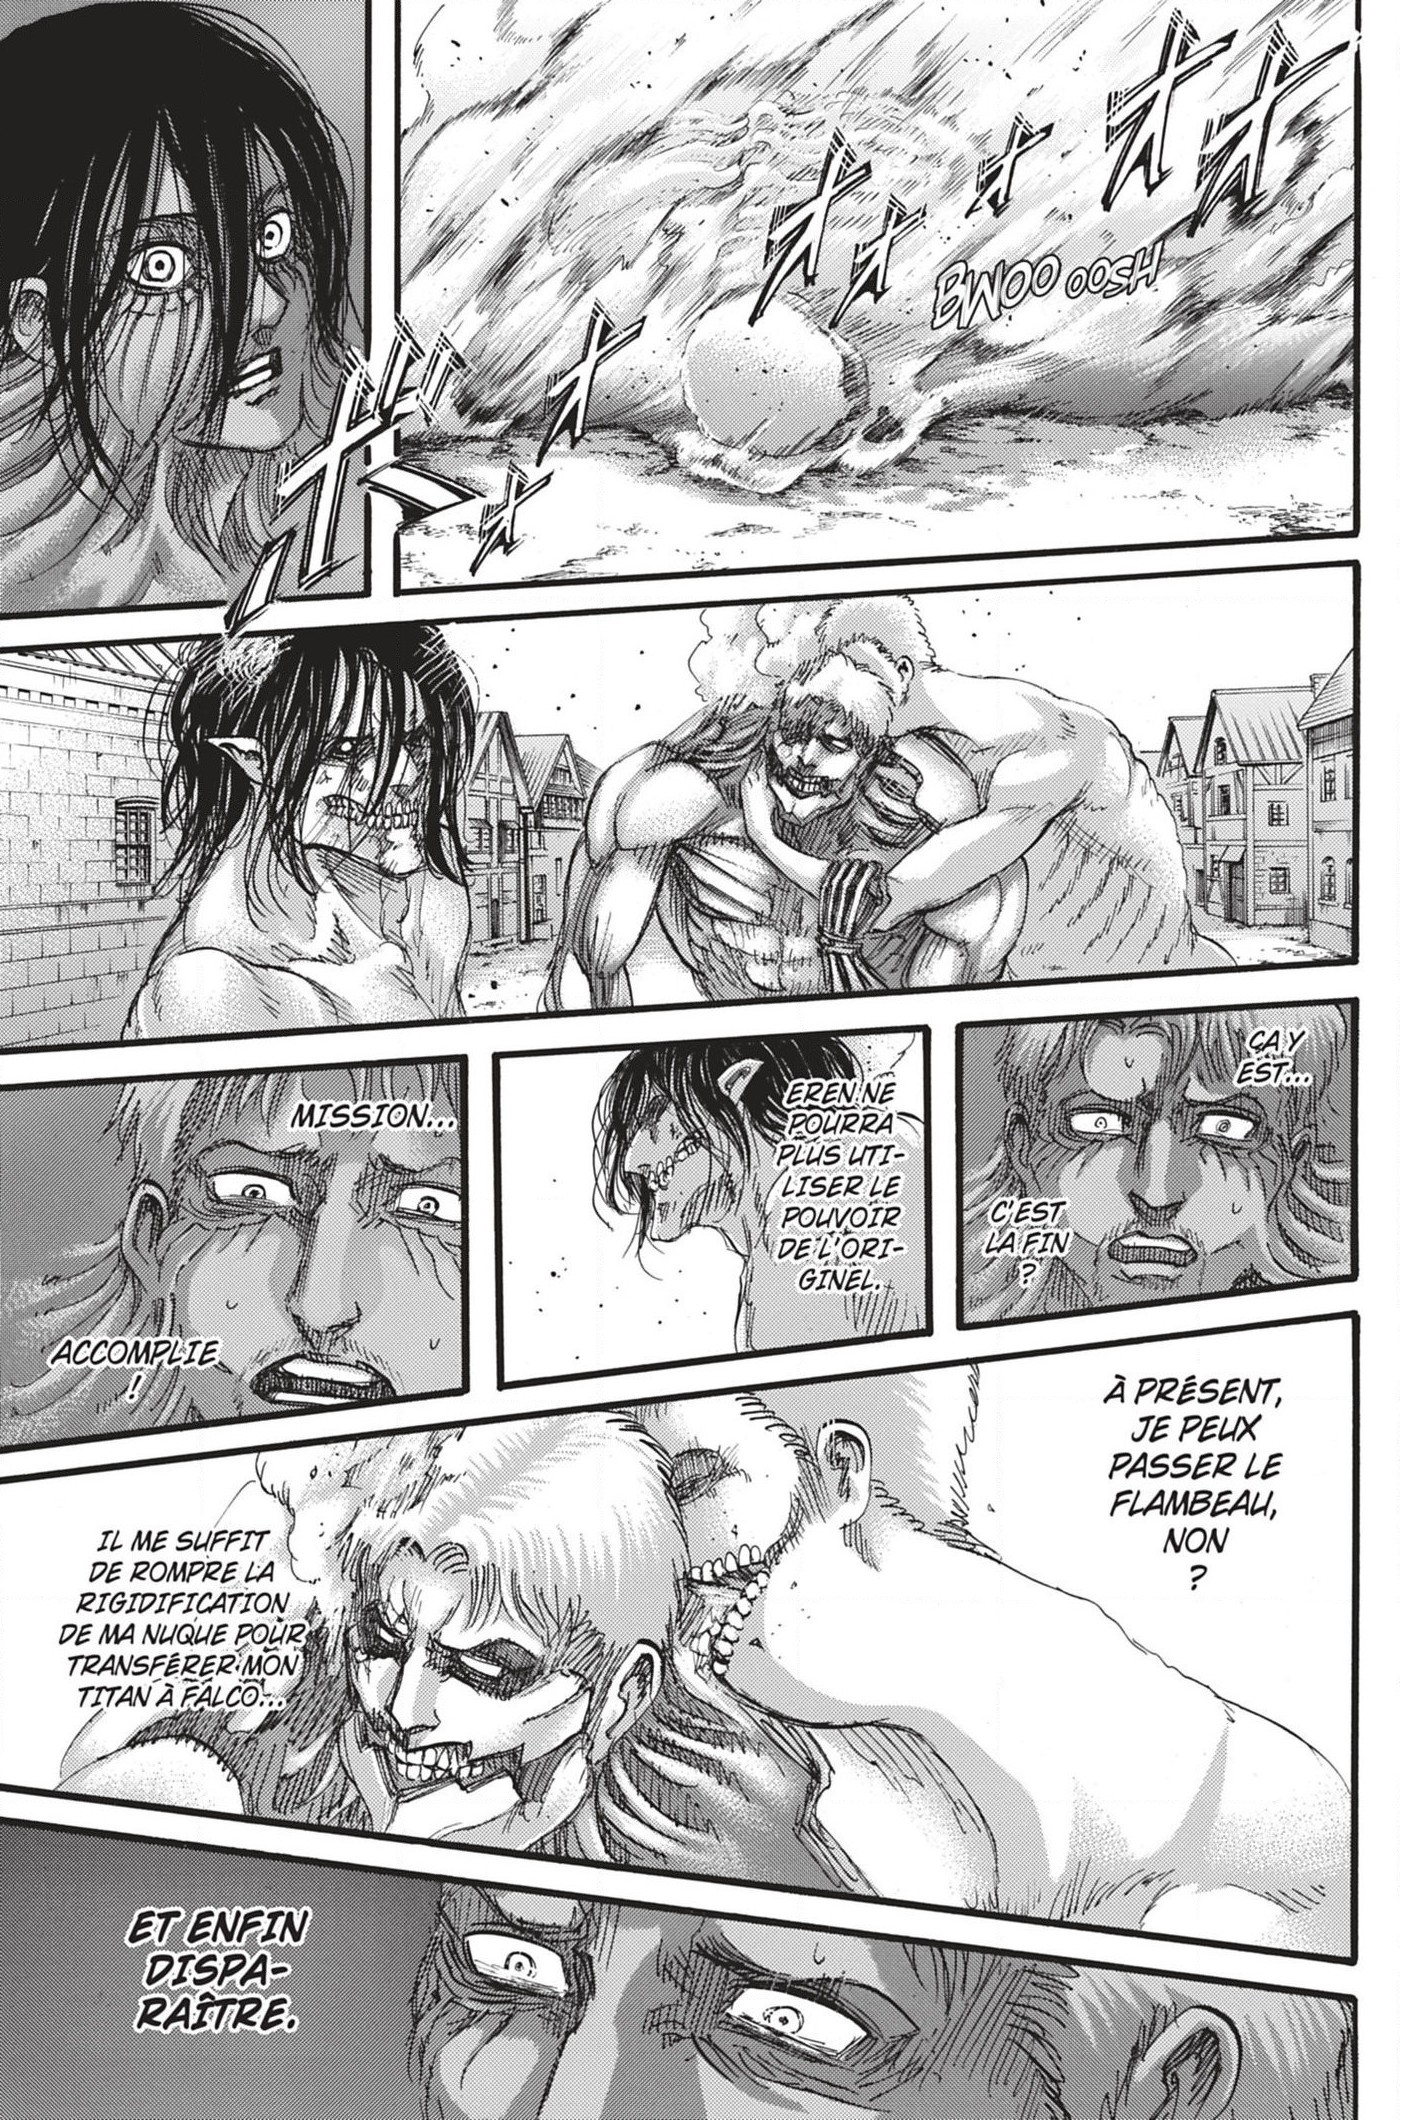 BWOO OOSH
ÇA Y
EST...
C'EST
LA FIN
?
EREN NE
POURRA
PLUS UTI-
LISER LE
POUVOIR
DE L'ORI-
GINEL.
MISSION...
ACCOMPLIE
!
À PRÉSENT,
JE PEUX
PASSER LE
FLAMBEAU,
NON
?
IL ME SUFFIT
DE ROMPRE LA
RIGIDIFICATION
DE MA NUQUE POUR
TRANSFÉRER MON
TITAN À FALCO...
ET ENFIN
DISPA-
RAÎTRE.